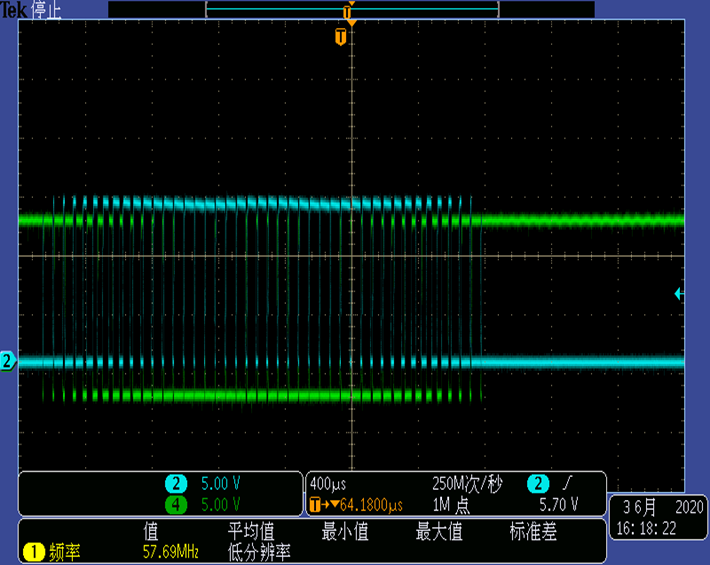 Tek 停止
T
T
2
2 5.00 V
4 5.00 V
400μs 250M次/秒 2 ∫
T→▼64.1800μs 1M 点 5.70 V
3 6月 2020
16:18:22
值 平均值 最小值 最大值 标准差
1 频率 57.69MHz 低分辨率